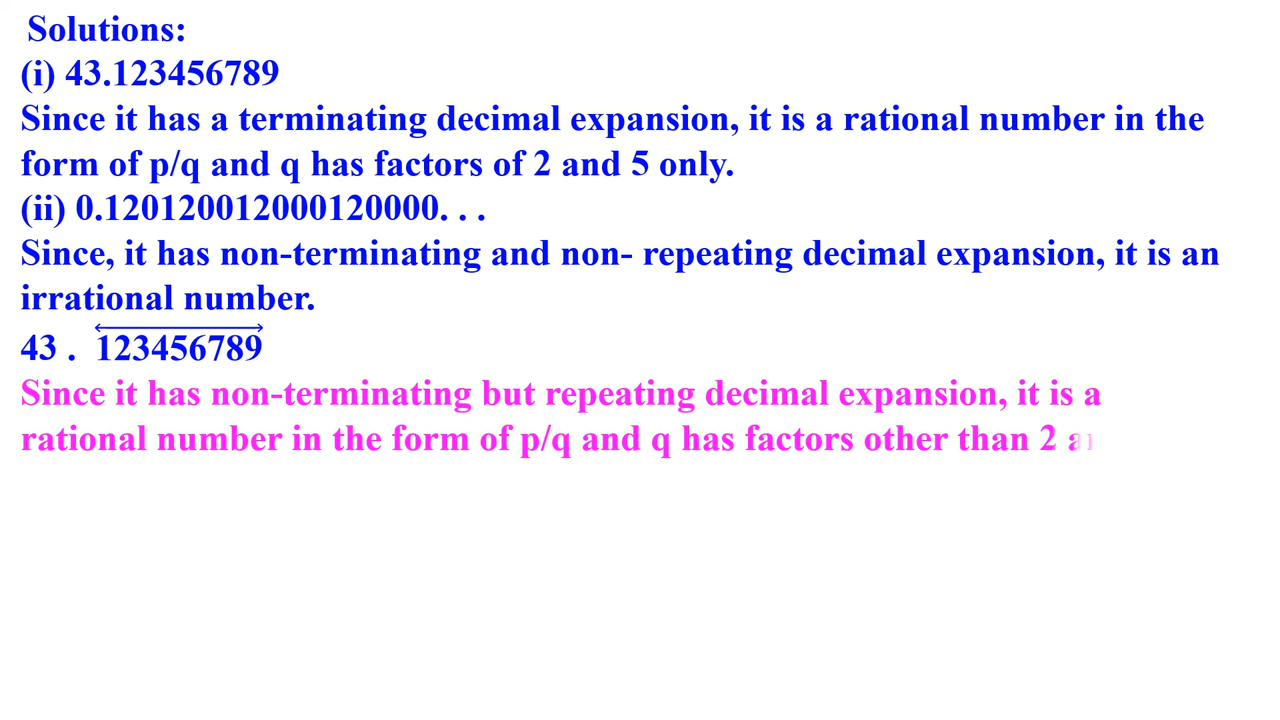 Solutions:
(i) 43.123456789
Since it has a terminating decimal expansion, it is a rational number in the
form of p/q and q has factors of 2 and 5 only.
(ii) 0.120120012000120000. . .
Since, it has non-terminating and non- repeating decimal expansion, it is an
irrational number.
43 . 123456789
Since it has non-terminating but repeating decimal expansion, it is a
rational number in the form of p/q and q has factors other than 2